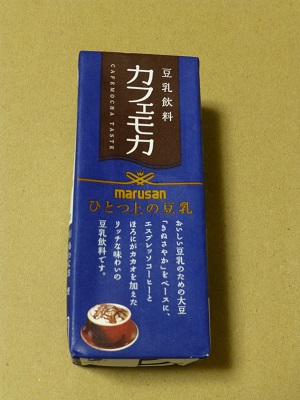 豆乳飲料
カフェモカ
CAFEMOCHA TASTE
marusan
ひとつ上の豆乳
おいしい豆乳のための大豆
「きぬさやか」をベースに、
エスプレッソコーヒーと
ほろにがカカオを加えた
リッチな味わいの
豆乳飲料です。